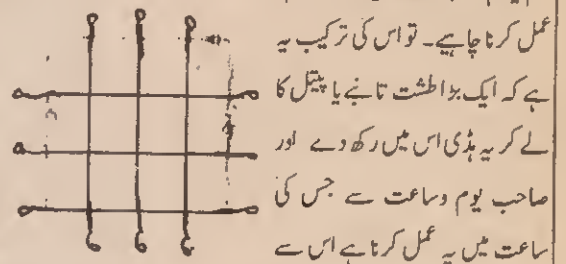 عمل کرنا چاہیے۔ تو اس کی ترکیب یہ
ہے کہ ایک بڑا طشت تانبے یا پیتل کا
لے کر یہ ہڈی اس میں رکھ دے اور
صاحب یوم وساعت سے جس کی
ساعت میں یہ عمل کرنا ہے اس سے